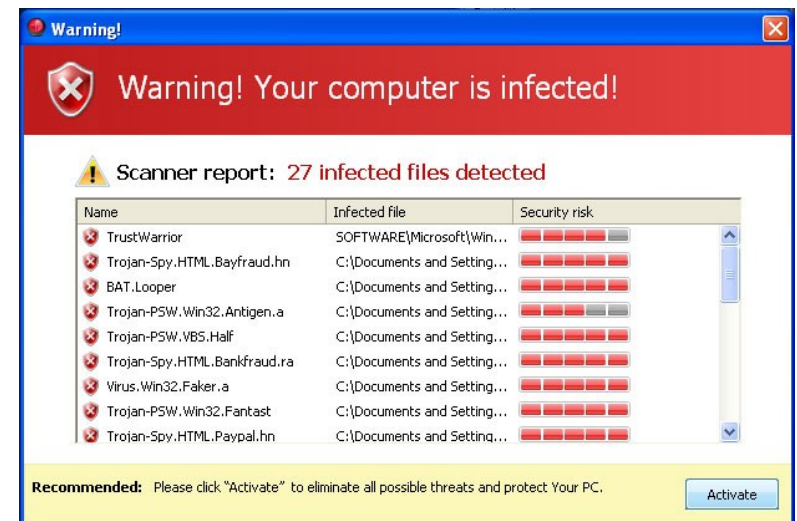 Warning!
Warning! Your computer is infected!
Scanner report: 27 infected files detected
Name Infected file Security risk
TrustWarrior SOFTWARE\Microsoft\Win...
Trojan-Spy.HTML.Bayfraud.hn C:\Documents and Setting...
BAT.Looper C:\Documents and Setting...
Trojan-PSW.Win32.Antigen.a C:\Documents and Setting...
Trojan-PSW.VBS.Half C:\Documents and Setting...
Trojan-Spy.HTML.Bankfraud.ra C:\Documents and Setting...
Virus.Win32.Faker.a C:\Documents and Setting...
Trojan-PSW.Win32.Fantast C:\Documents and Setting...
Trojan-Spy.HTML.Paypal.hn C:\Documents and Setting...
Recommended: Please click "Activate" to eliminate all possible threats and protect Your PC.
Activate